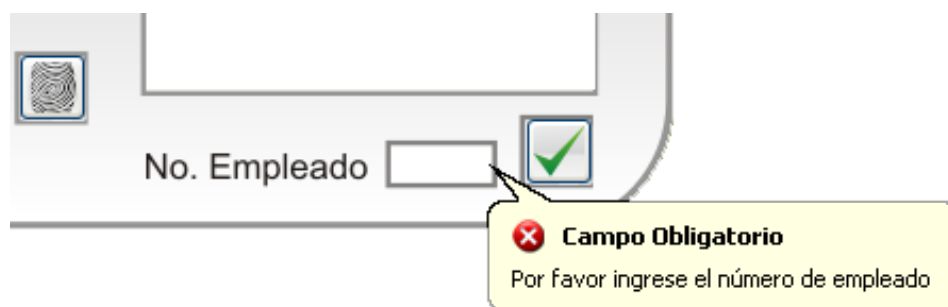 No. Empleado
Campo Obligatorio
Por favor ingrese el número de empleado